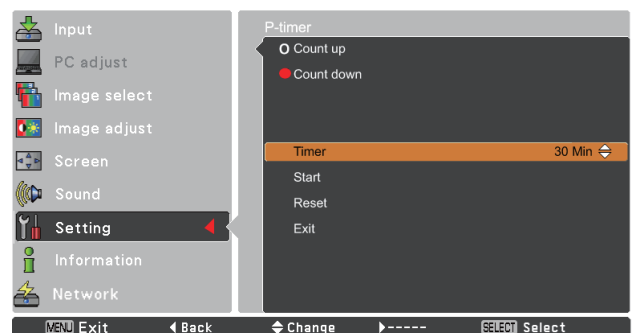 Input
PC adjust
Image select
Image adjust
Screen
Sound
Setting
Information
Network
P-timer
Count up
Count down
Timer 30 Min
Start
Reset
Exit
MENU Exit Back Change ----- SELECT Select